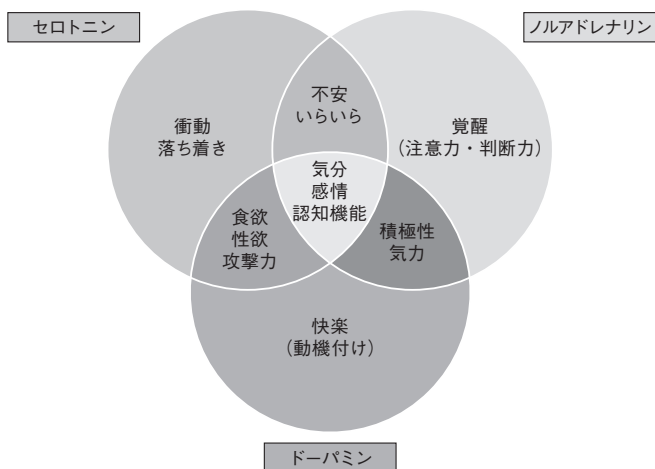 セロトニン
ノルアドレナリン
不安
いらいら
衝動
落ち着き
覚醒
(注意力・判断力)
気分
感情
認知機能
食欲
性欲
攻撃力
積極性
気力
快楽
(動機付け)
ドーパミン